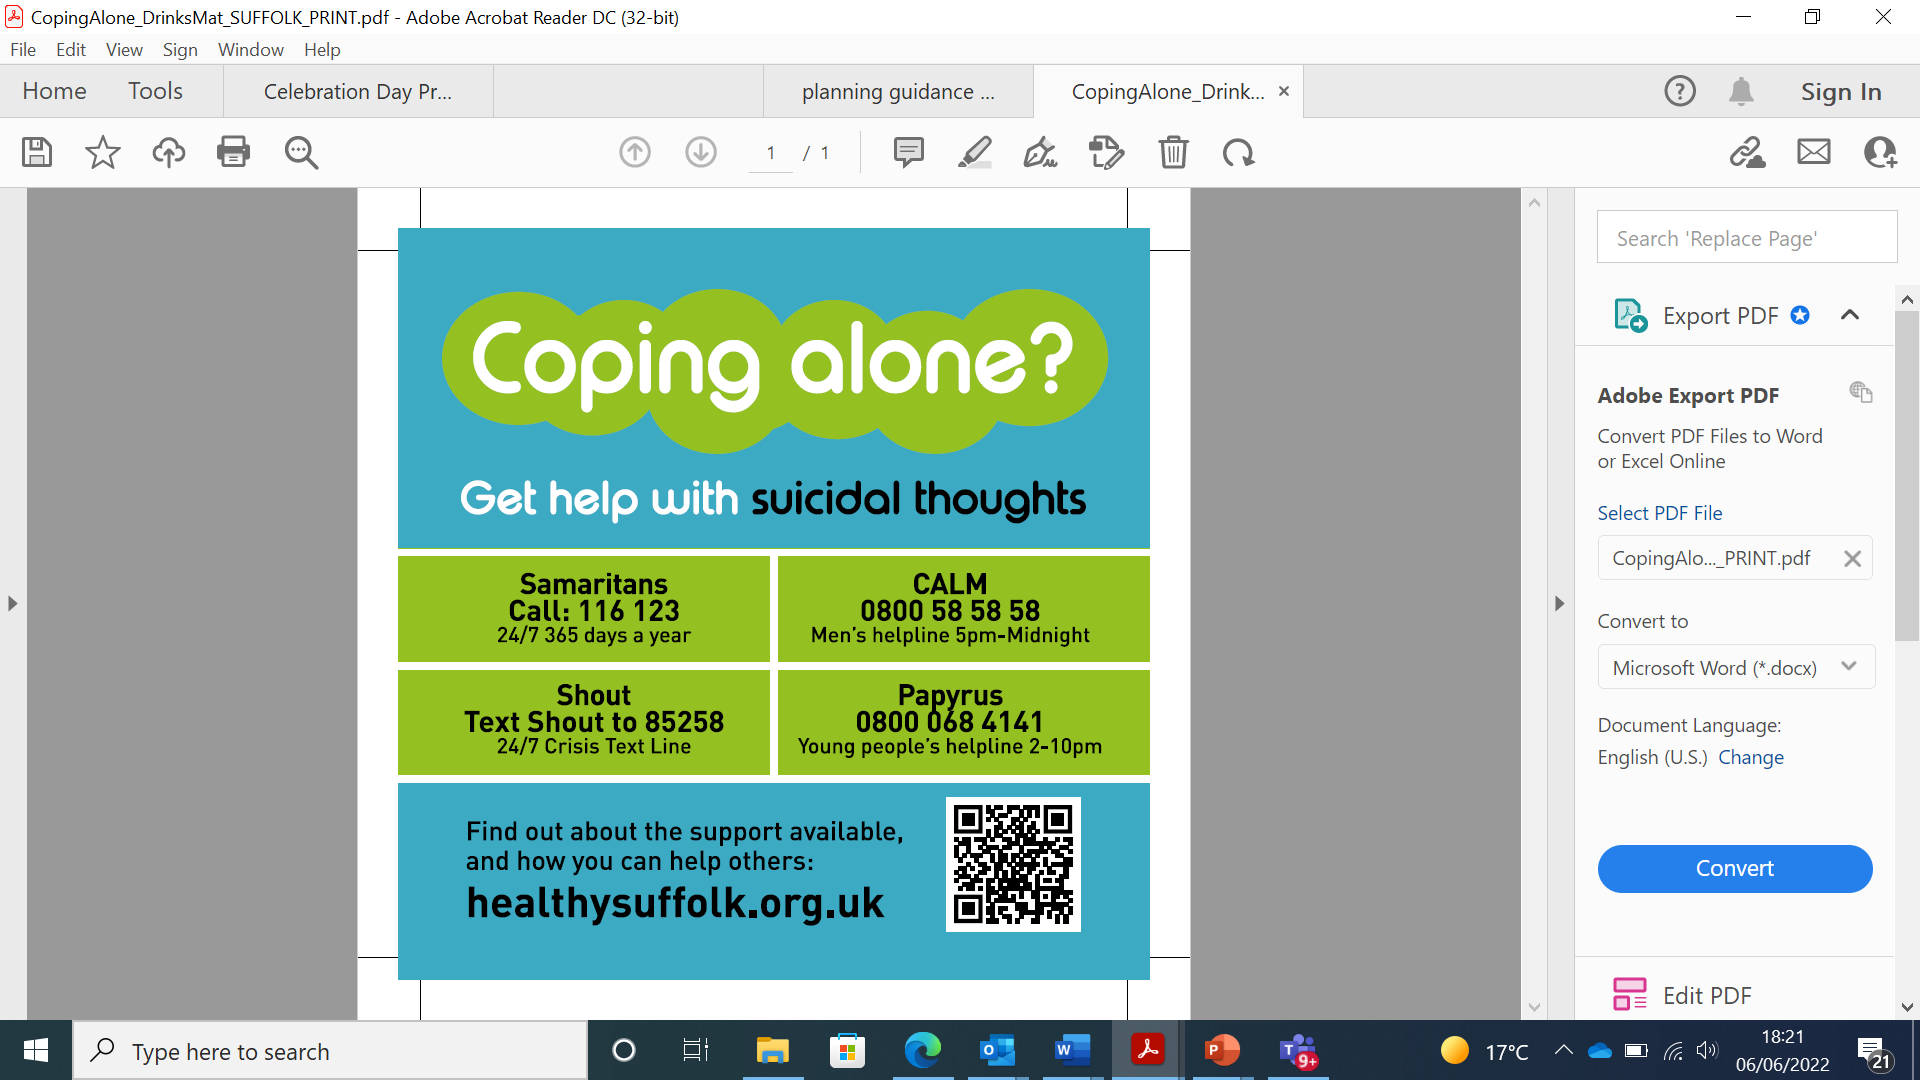 CopingAlone_DrinksMat_SUFFOLK_PRINT.pdf - Adobe Acrobat Reader DC (32-bit)
File Edit View Sign Window Help
Home Tools Celebration Day Pr... planning guidance ... CopingAlone_Drink... × ? Sign In
1 / 1
Search 'Replace Page'
Export PDF
Adobe Export PDF
Convert PDF Files to Word
or Excel Online
Select PDF File
CopingAlo..._PRINT.pdf
Convert to
Microsoft Word (*.docx)
Document Language:
English (U.S.) Change
Convert
Edit PDF
Coping alone?
Get help with suicidal thoughts
Samaritans
Call: 116 123
24/7 365 days a year
CALM
0800 58 58 58
Men's helpline 5pm-Midnight
Shout
Text Shout to 85258
24/7 Crisis Text Line
Papyrus
0800 068 4141
Young people's helpline 2-10pm
Find out about the support available,
and how you can help others:
healthysuffolk.org.uk
Type here to search
9+
17°C
18:21
06/06/2022
21